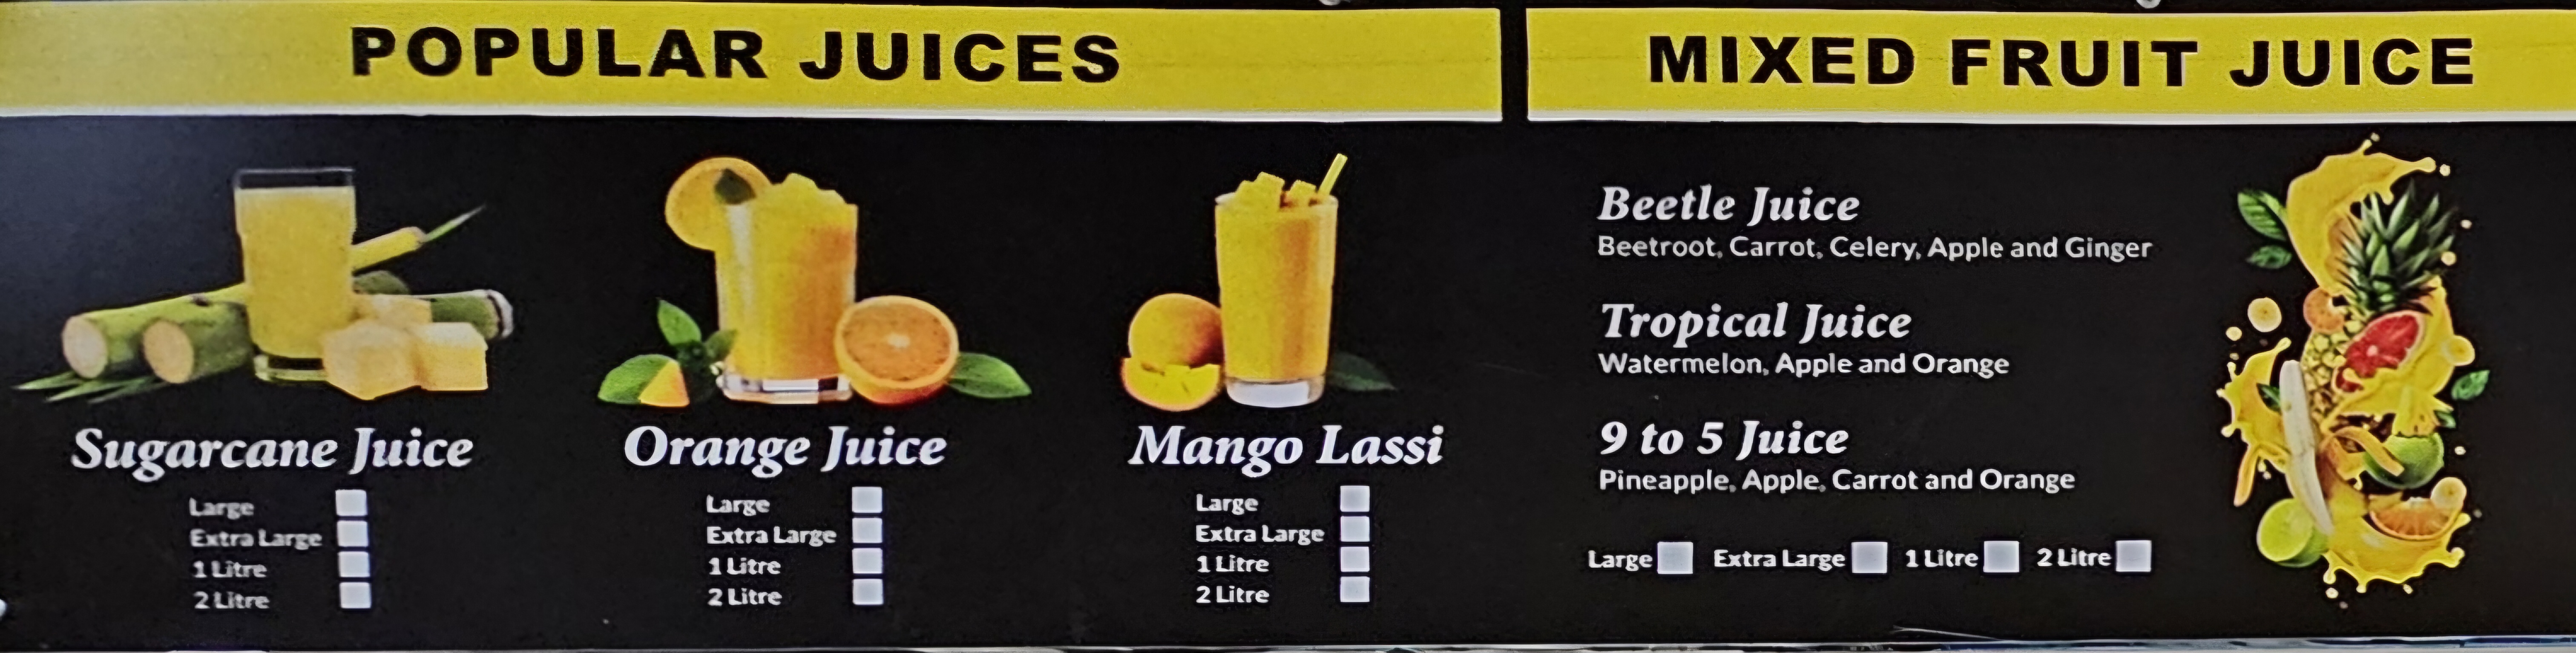 POPULAR JUICES
Sugarcane Juice
Large
Extra Large
1 Litre
2 Litre
Orange Juice
Large
Extra Large
1 Litre
2 Litre
Mango Lassi
Large
Extra Large
1 Litre
2 Litre
MIXED FRUIT JUICE
Beetle Juice
Beetroot, Carrot, Celery, Apple and Ginger
Tropical Juice
Watermelon, Apple and Orange
9 to 5 Juice
Pineapple, Apple, Carrot and Orange
Large Extra Large 1 Litre 2 Litre